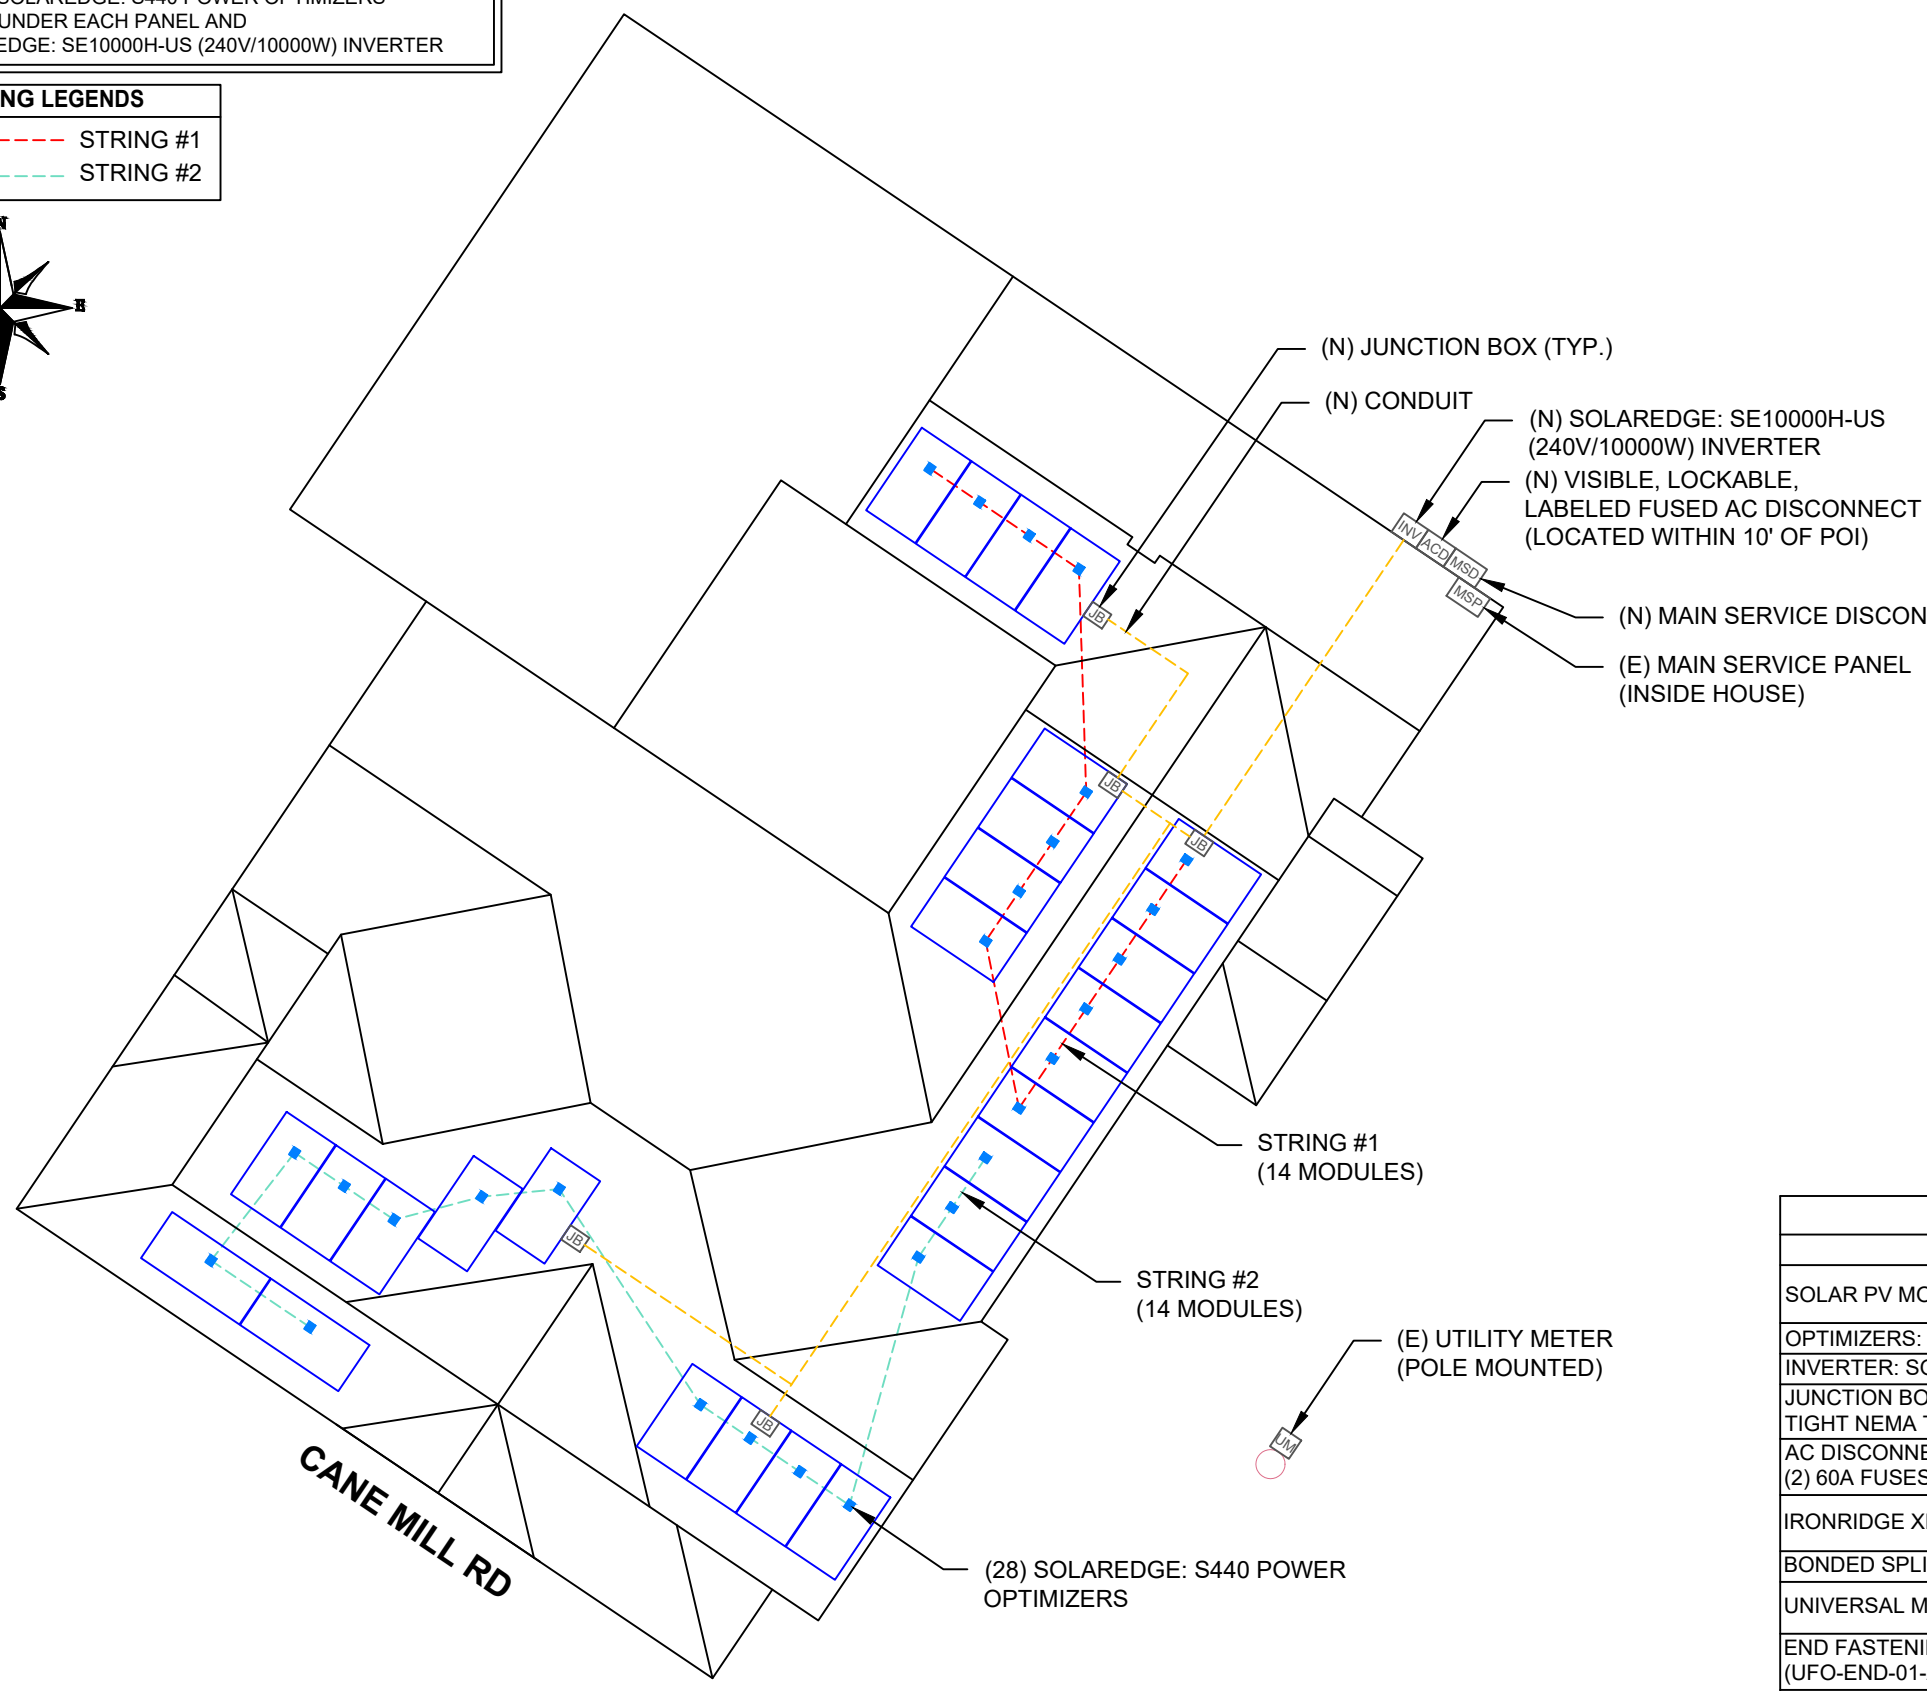 UNDER EACH PANEL AND
EDGE: SE10000H-US (240V/10000W) INVERTER
NG LEGENDS
STRING #1
STRING #2
N
E
S
(N) JUNCTION BOX (TYP.)
(N) CONDUIT
(N) SOLAREDGE: SE10000H-US
(240V/10000W) INVERTER
(N) VISIBLE, LOCKABLE,
LABELED FUSED AC DISCONNECT
(LOCATED WITHIN 10' OF POI)
INV
ACD
MSD
MSP
(N) MAIN SERVICE DISCON
(E) MAIN SERVICE PANEL
(INSIDE HOUSE)
JB
JB
JB
STRING #1
(14 MODULES)
JB
STRING #2
(14 MODULES)
(E) UTILITY METER
(POLE MOUNTED)
JB
UM
CANE MILL RD
(28) SOLAREDGE: S440 POWER
OPTIMIZERS
SOLAR PV MO
OPTIMIZERS:
INVERTER: SO
JUNCTION BO
TIGHT NEMA T
AC DISCONNE
(2) 60A FUSES
IRONRIDGE X
BONDED SPLI
UNIVERSAL M
END FASTENI
(UFO-END-01-